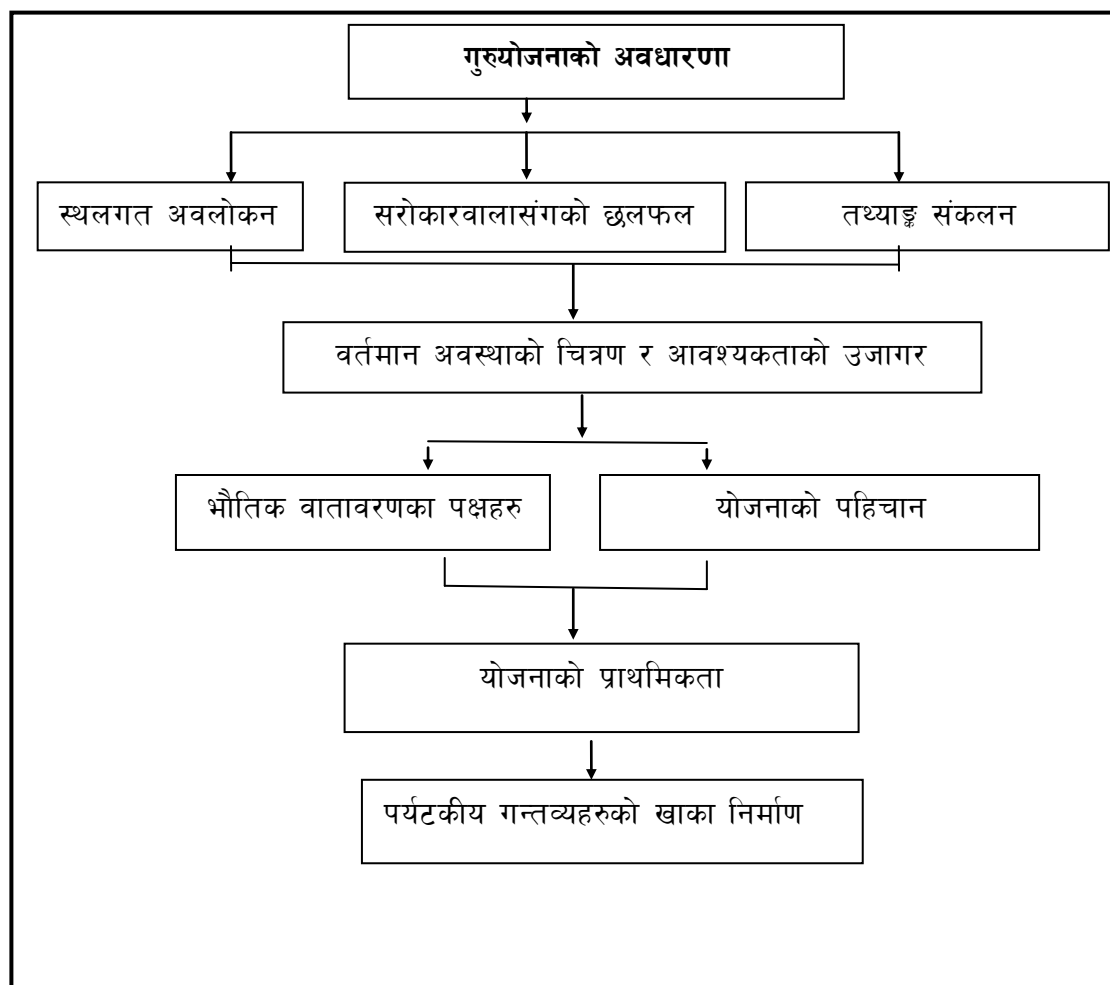 गुरुयोजनाको अवधारणा
स्थलगत अवलोकन
सरोकारवालासंगको छलफल
तथ्याङ्क संकलन
वर्तमान अवस्थाको चित्रण र आवश्यकताको उजागर
भौतिक वातावरणका पक्षहरु
योजनाको पहिचान
योजनाको प्राथमिकता
पर्यटकीय गन्तव्यहरुको खाका निर्माण